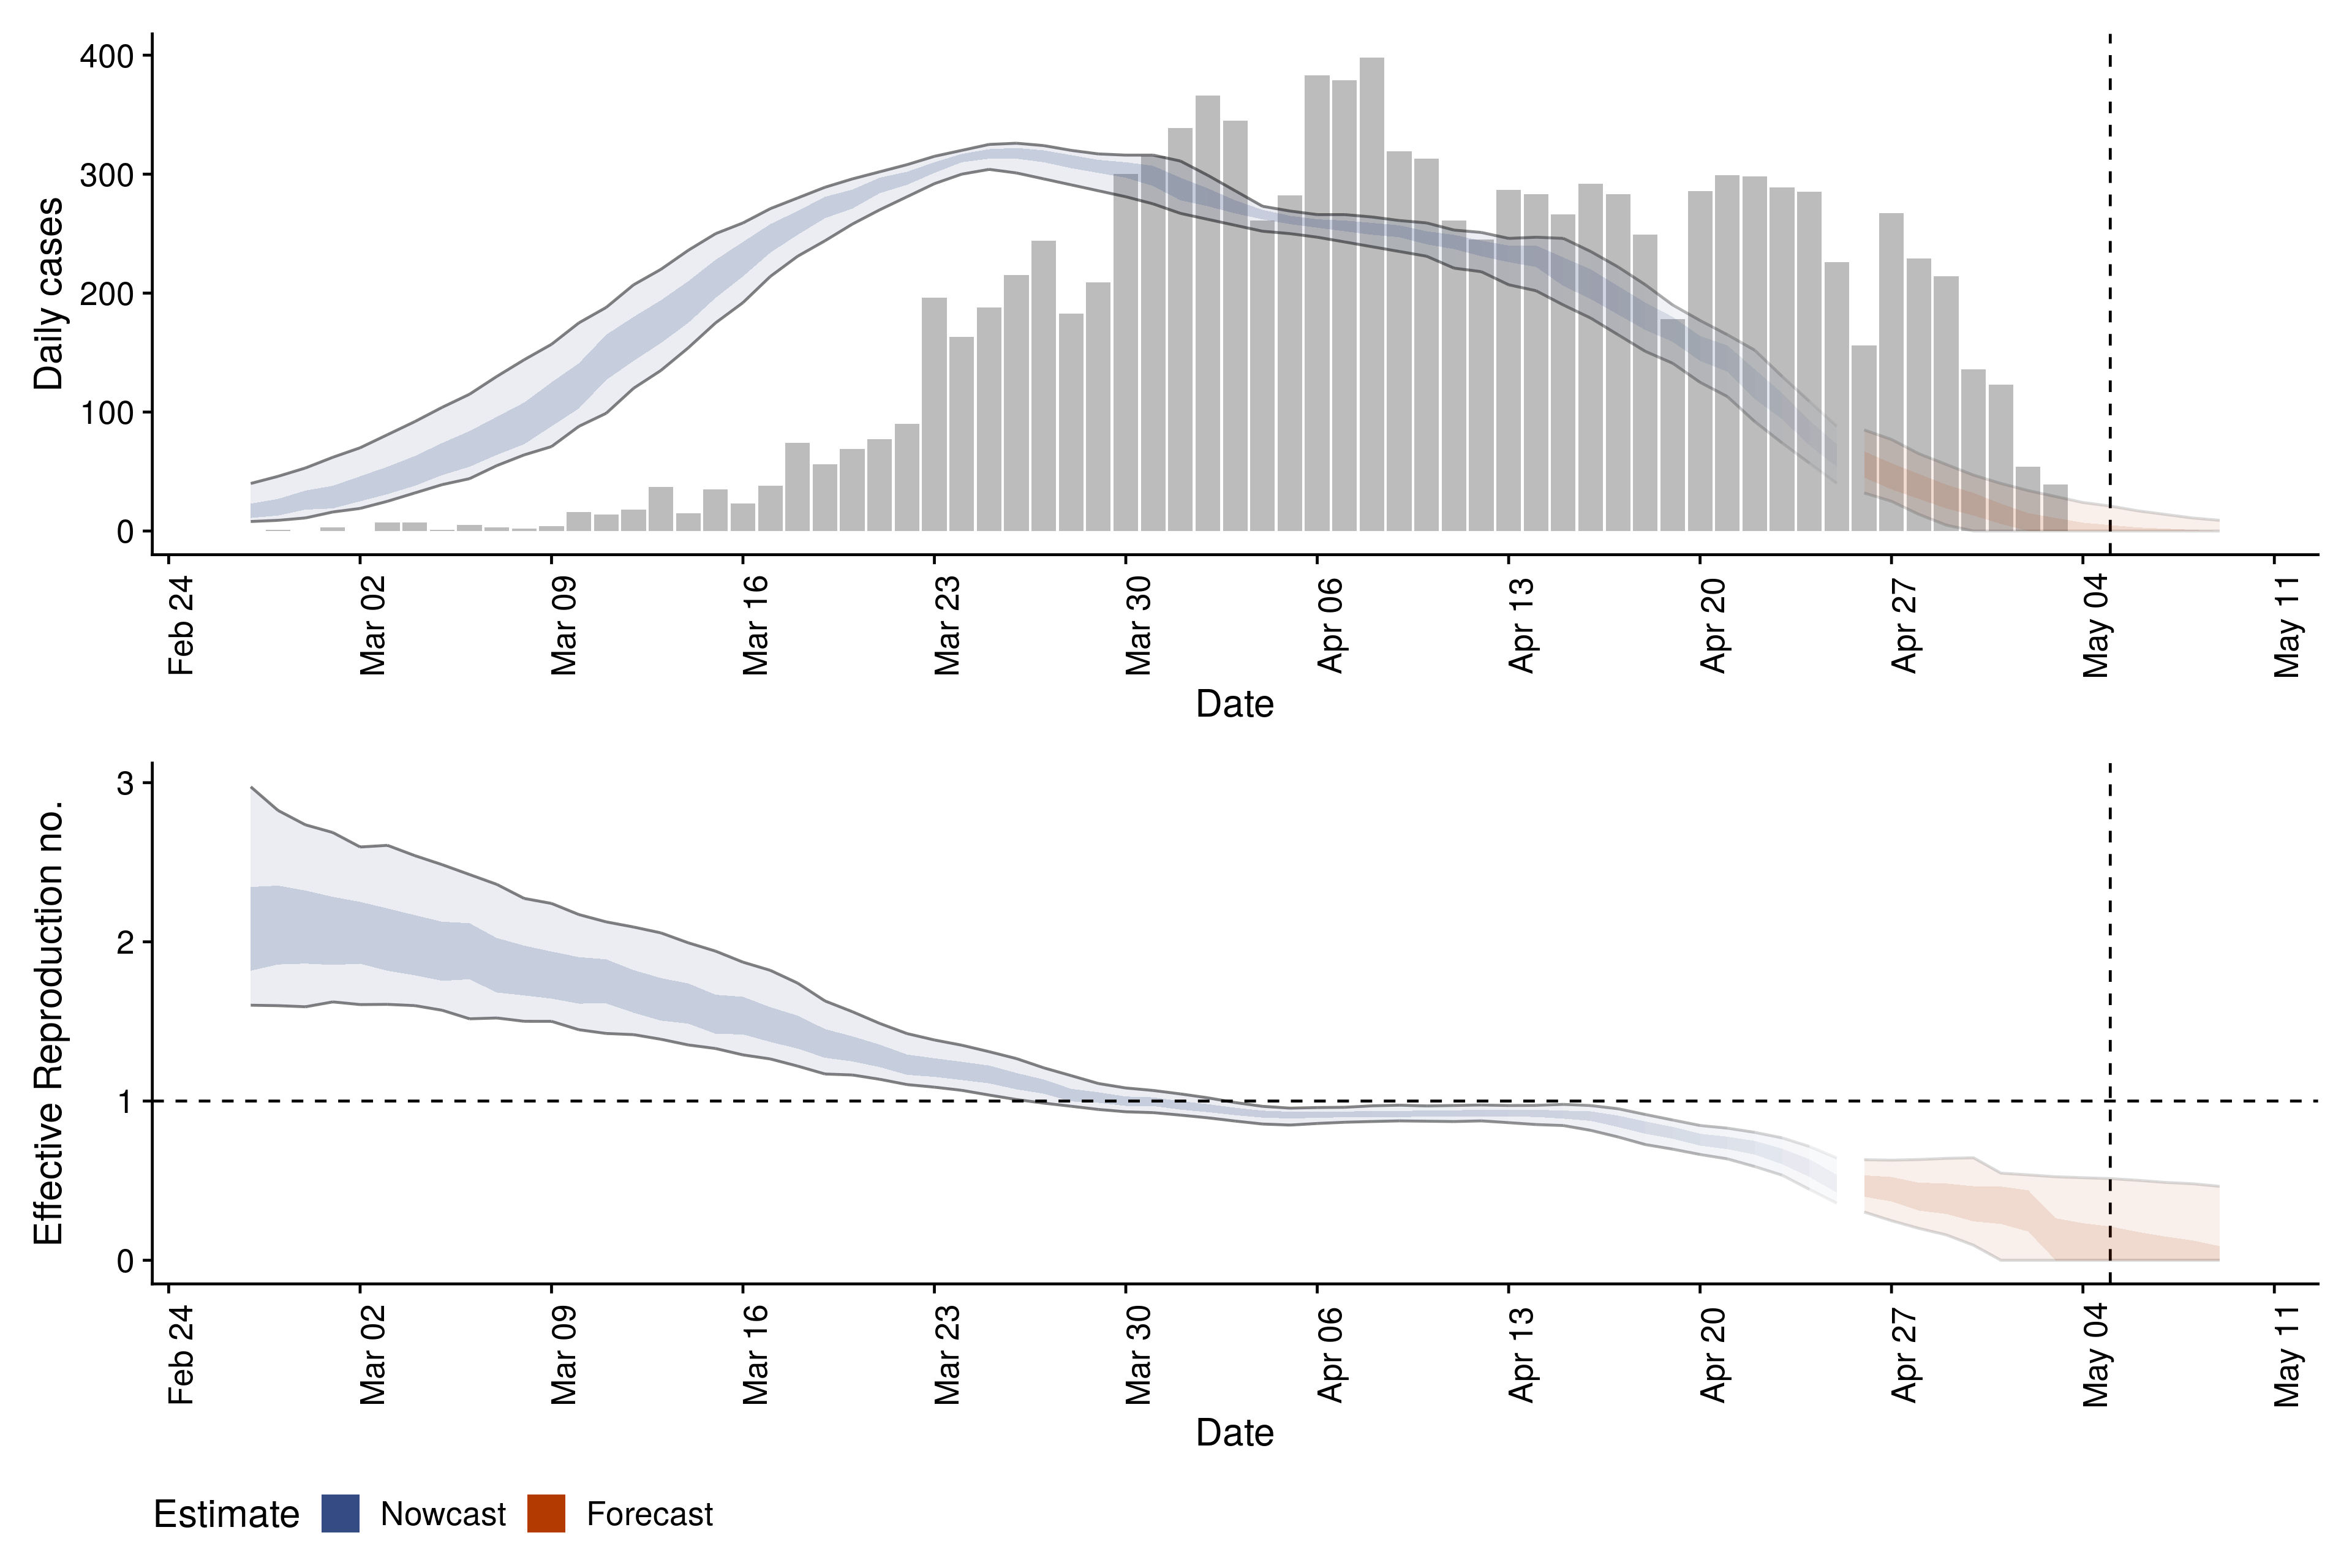 400
300
200
100
0
Daily cases
Feb 24
Mar 02
Mar 09
Mar 16
Mar 23
Mar 30
Apr 06
Apr 13
Apr 20
Apr 27
May 04
May 11
Date
3
2
1
0
Effective Reproduction no.
Feb 24
Mar 02
Mar 09
Mar 16
Mar 23
Mar 30
Apr 06
Apr 13
Apr 20
Apr 27
May 04
May 11
Date
Estimate Nowcast Forecast